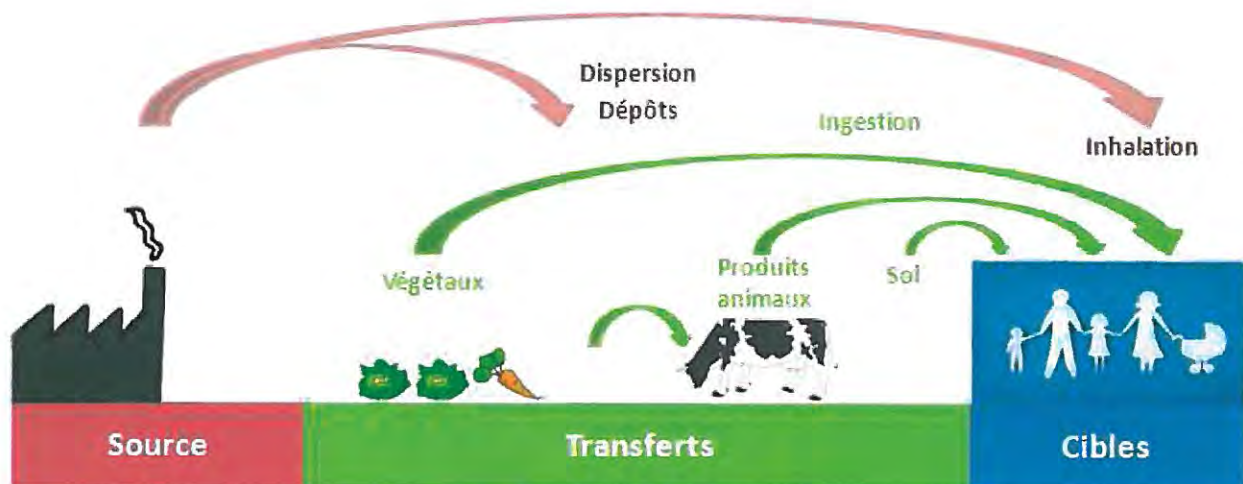 Dispersion
Dépôts
Ingestion
Inhalation
Végétaux
Produits
animaux
Sol
Source
Transferts
Cibles